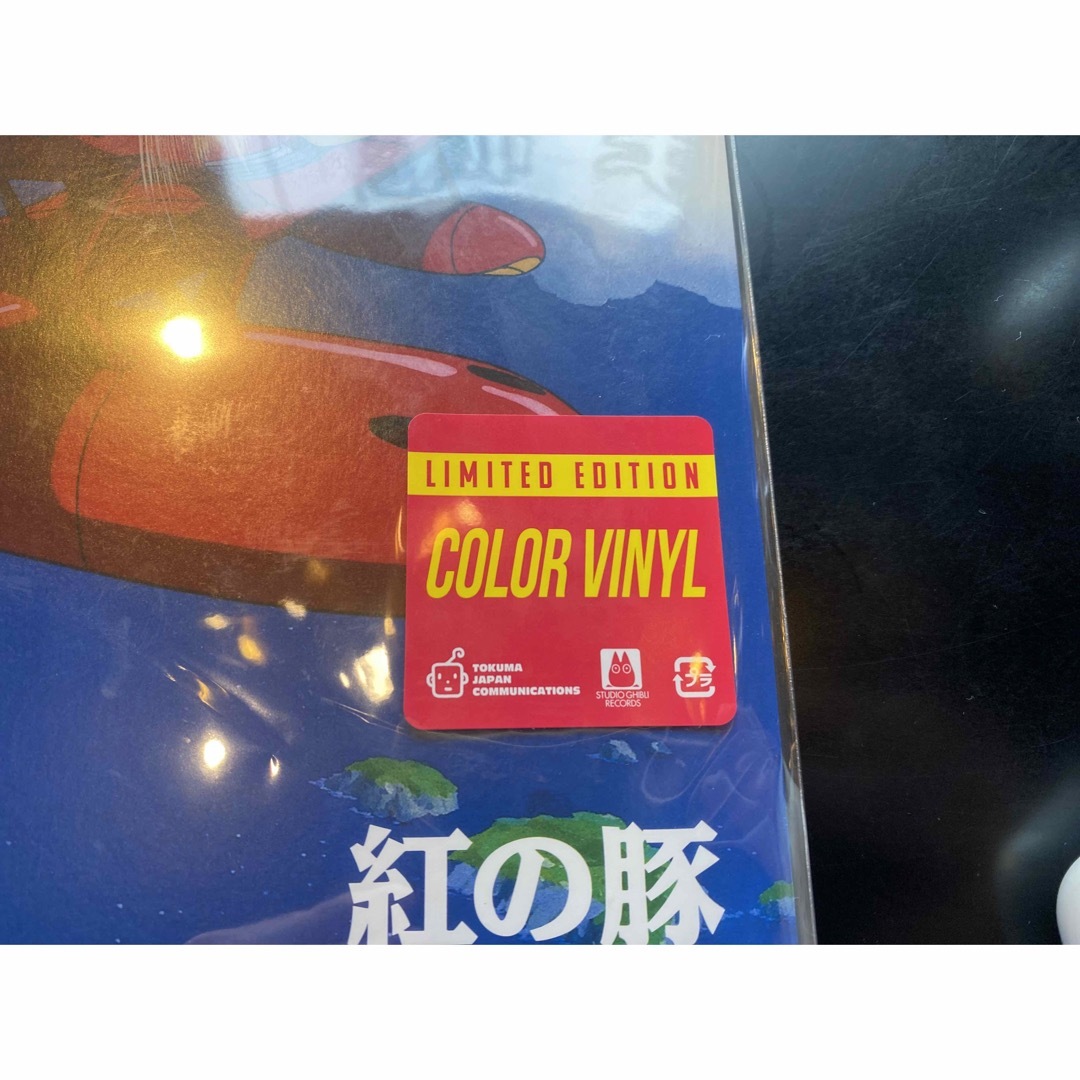 LIMITED EDITION
COLOR VINYL
TOKUMA
JAPAN
COMMUNICATIONS
STUDIO GHIBLI
RECORDS
プラ
紅の豚